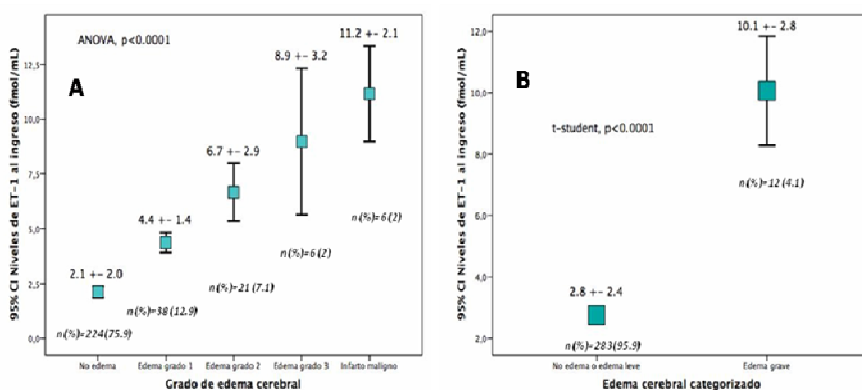 ANOVA, p<0.0001
A
95% CI Niveles de ET-1 al ingreso (fmol/mL)
12,5
10,0
7,5
5,0
2,5
0,0
2.1 +- 2.0
4.4 +- 1.4
6.7 +- 2.9
8.9 +- 3.2
11.2 +- 2.1
n(%)=224(75.9)
n(%)=38(12.9)
n(%)=21(7.1)
n(%)=6(2)
n(%)=6(2)
No edema
Edema grado 1
Edema grado 2
Edema grado 3
Infarto maligno
Grado de edema cerebral
B
95% CI Niveles de ET-1 al ingreso (fmol/mL)
12,0
10,0
8,0
6,0
4,0
2,0
10.1 +- 2.8
t-student, p<0.0001
n(%)=12(4.1)
2.8 +- 2.4
n(%)=283(95.9)
No edema o edema leve
Edema grave
Edema cerebral categorizado